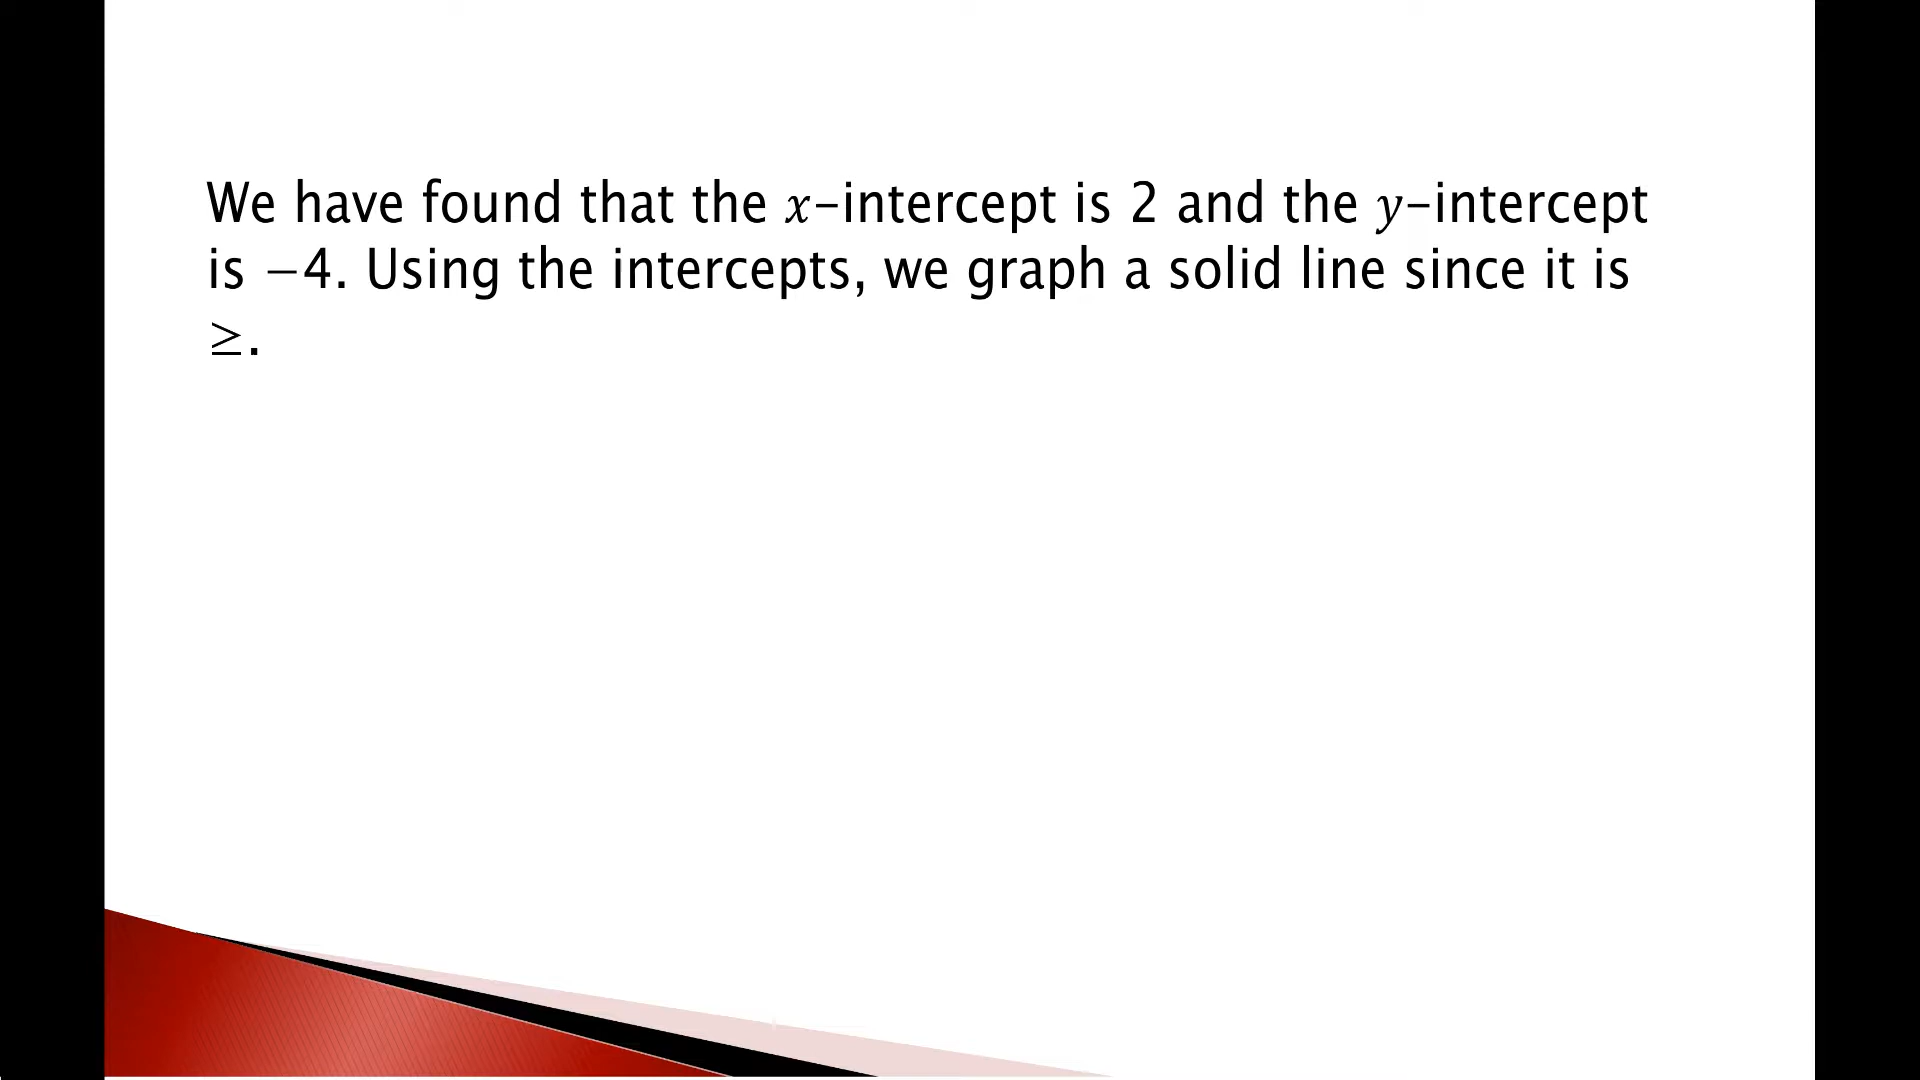 We have found that the x-intercept is 2 and the y-intercept
is −4. Using the intercepts, we graph a solid line since it is
≥.